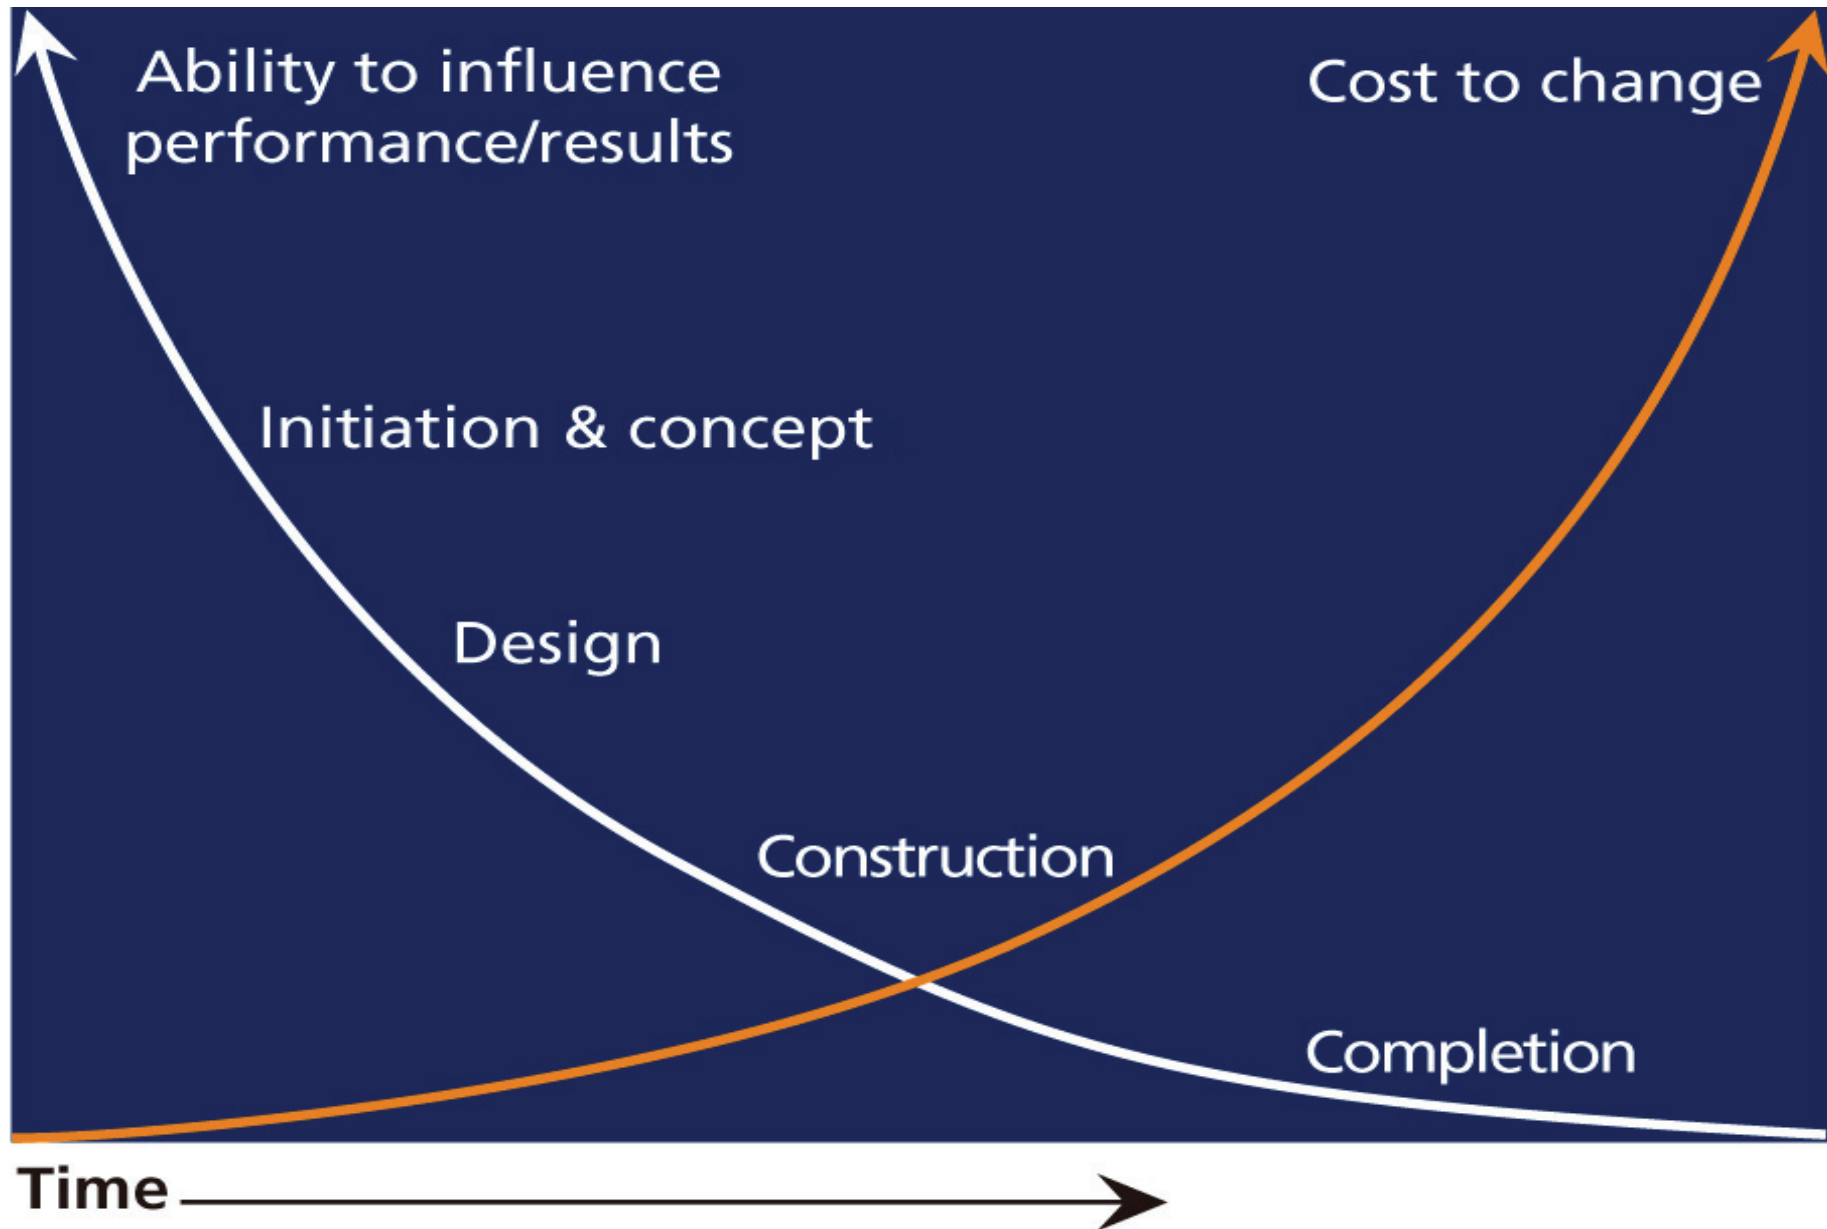 Ability to influence
performance/results
Cost to change
Initiation & concept
Design
Construction
Completion
Time